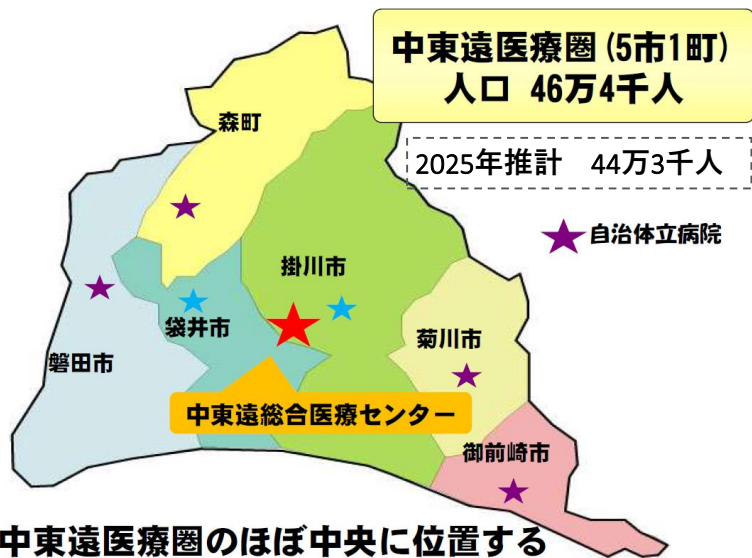 中東遠医療圏(5市1町)
人口 46万4千人
2025年推計 44万3千人
自治体立病院
森町
掛川市
袋井市
菊川市
磐田市
中東遠総合医療センター
御前崎市
中東遠医療圏のほぼ中央に位置する